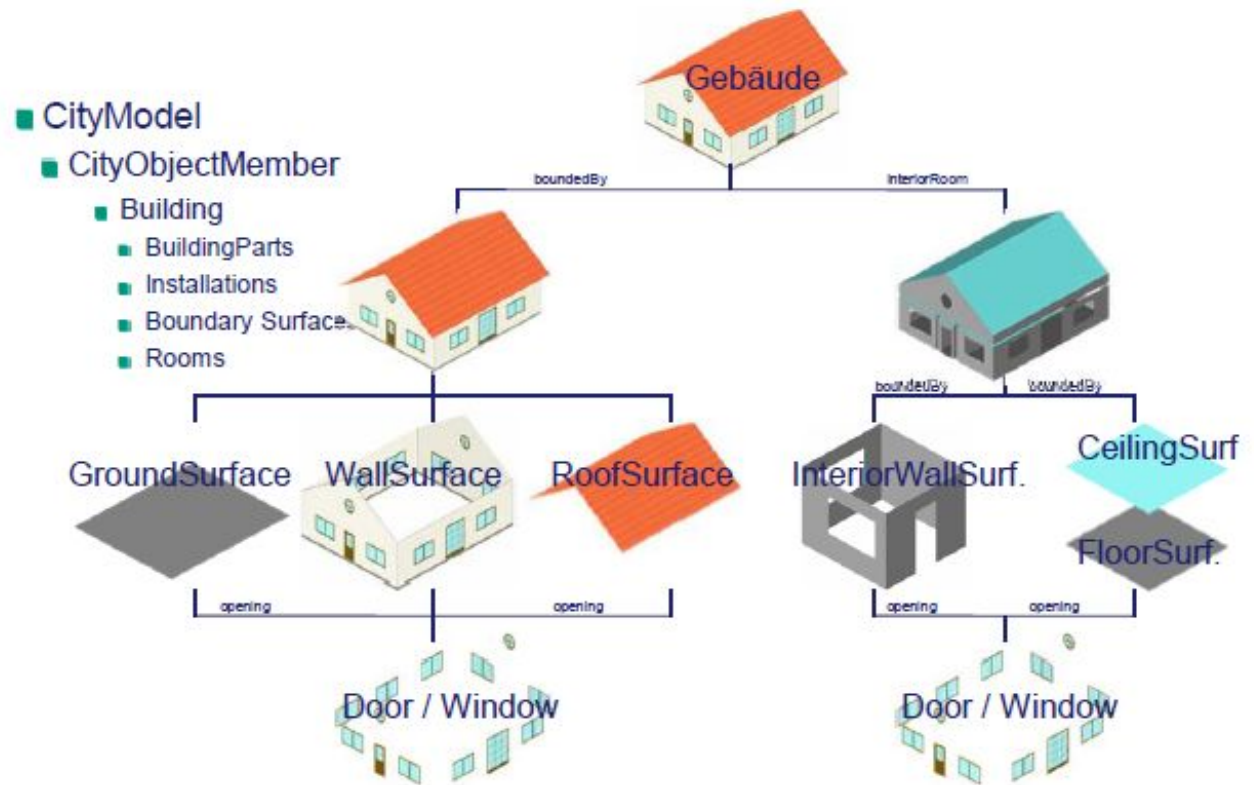 Gebäude
CityModel
CityObjectMember
Building
BuildingParts
Installations
Boundary Surfaces
Rooms
boundedBy
interiorRoom
boundedBy
boundedBy
GroundSurface
WallSurface
RoofSurface
InteriorWallSurf.
CeilingSurf
FloorSurf.
opening
opening
opening
opening
Door / Window
Door / Window